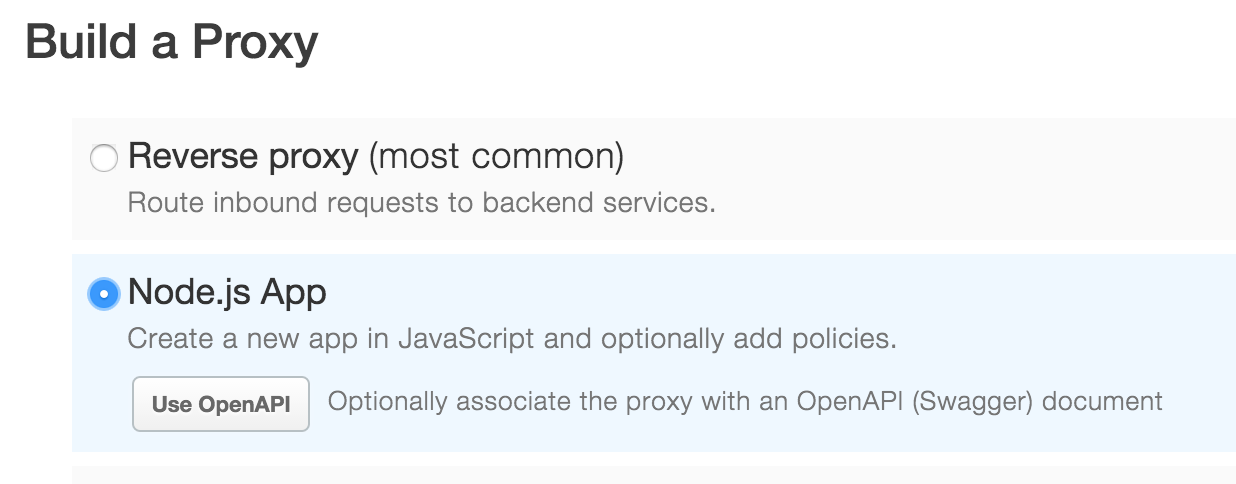 Build a Proxy
Reverse proxy (most common)
Route inbound requests to backend services.
Node.js App
Create a new app in JavaScript and optionally add policies.
Use OpenAPI Optionally associate the proxy with an OpenAPI (Swagger) document